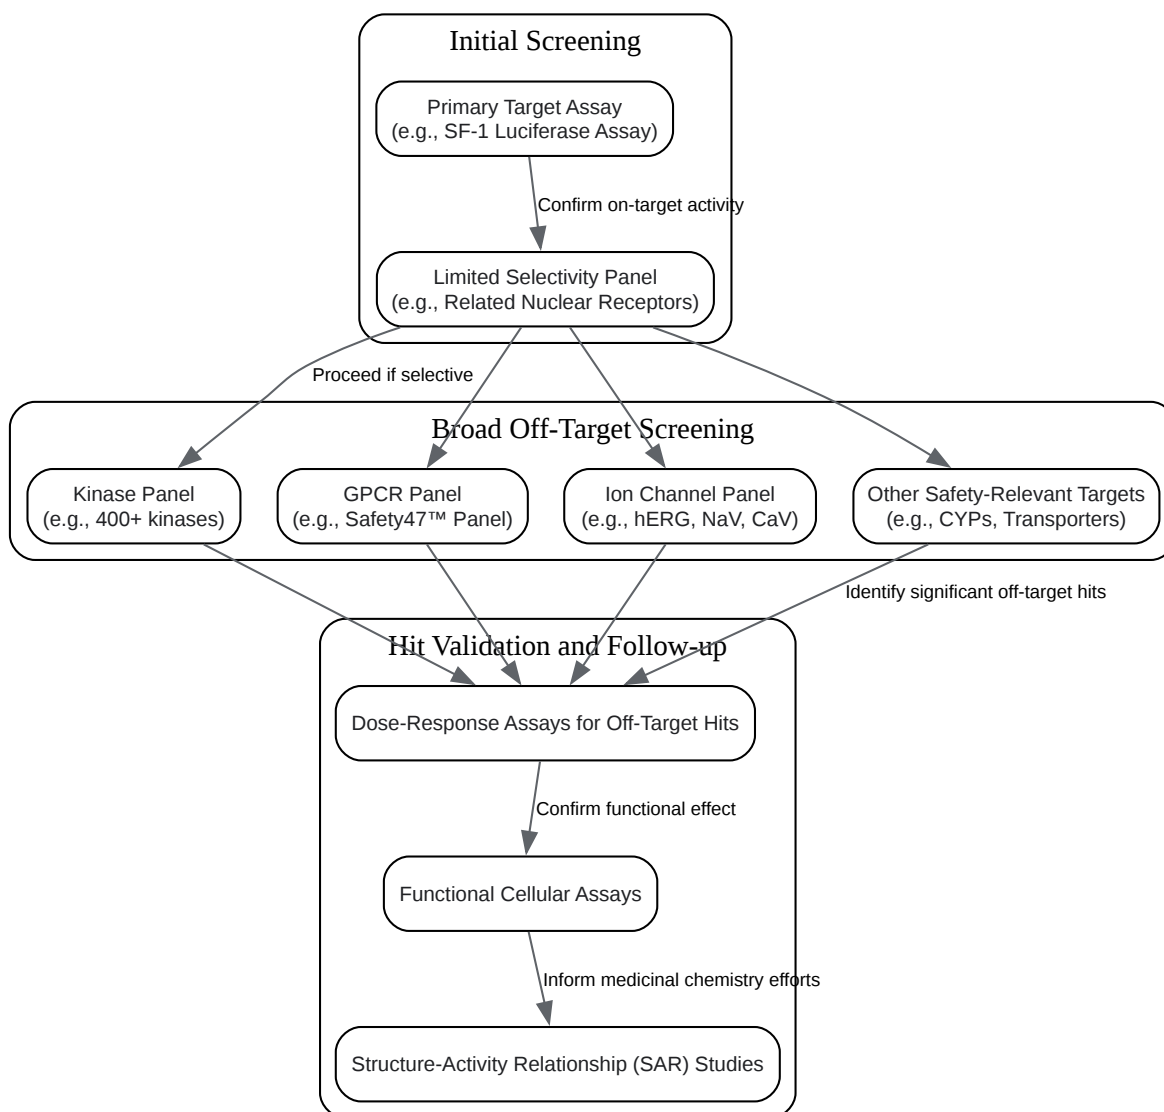 Initial Screening
Primary Target Assay
(e.g., SF-1 Luciferase Assay)
Confirm on-target activity
Limited Selectivity Panel
(e.g., Related Nuclear Receptors)
Proceed if selective
Broad Off-Target Screening
Kinase Panel
(e.g., 400+ kinases)
GPCR Panel
(e.g., Safety47™ Panel)
Ion Channel Panel
(e.g., hERG, NaV, CaV)
Other Safety-Relevant Targets
(e.g., CYPs, Transporters)
Identify significant off-target hits
Hit Validation and Follow-up
Dose-Response Assays for Off-Target Hits
Confirm functional effect
Functional Cellular Assays
Inform medicinal chemistry efforts
Structure-Activity Relationship (SAR) Studies